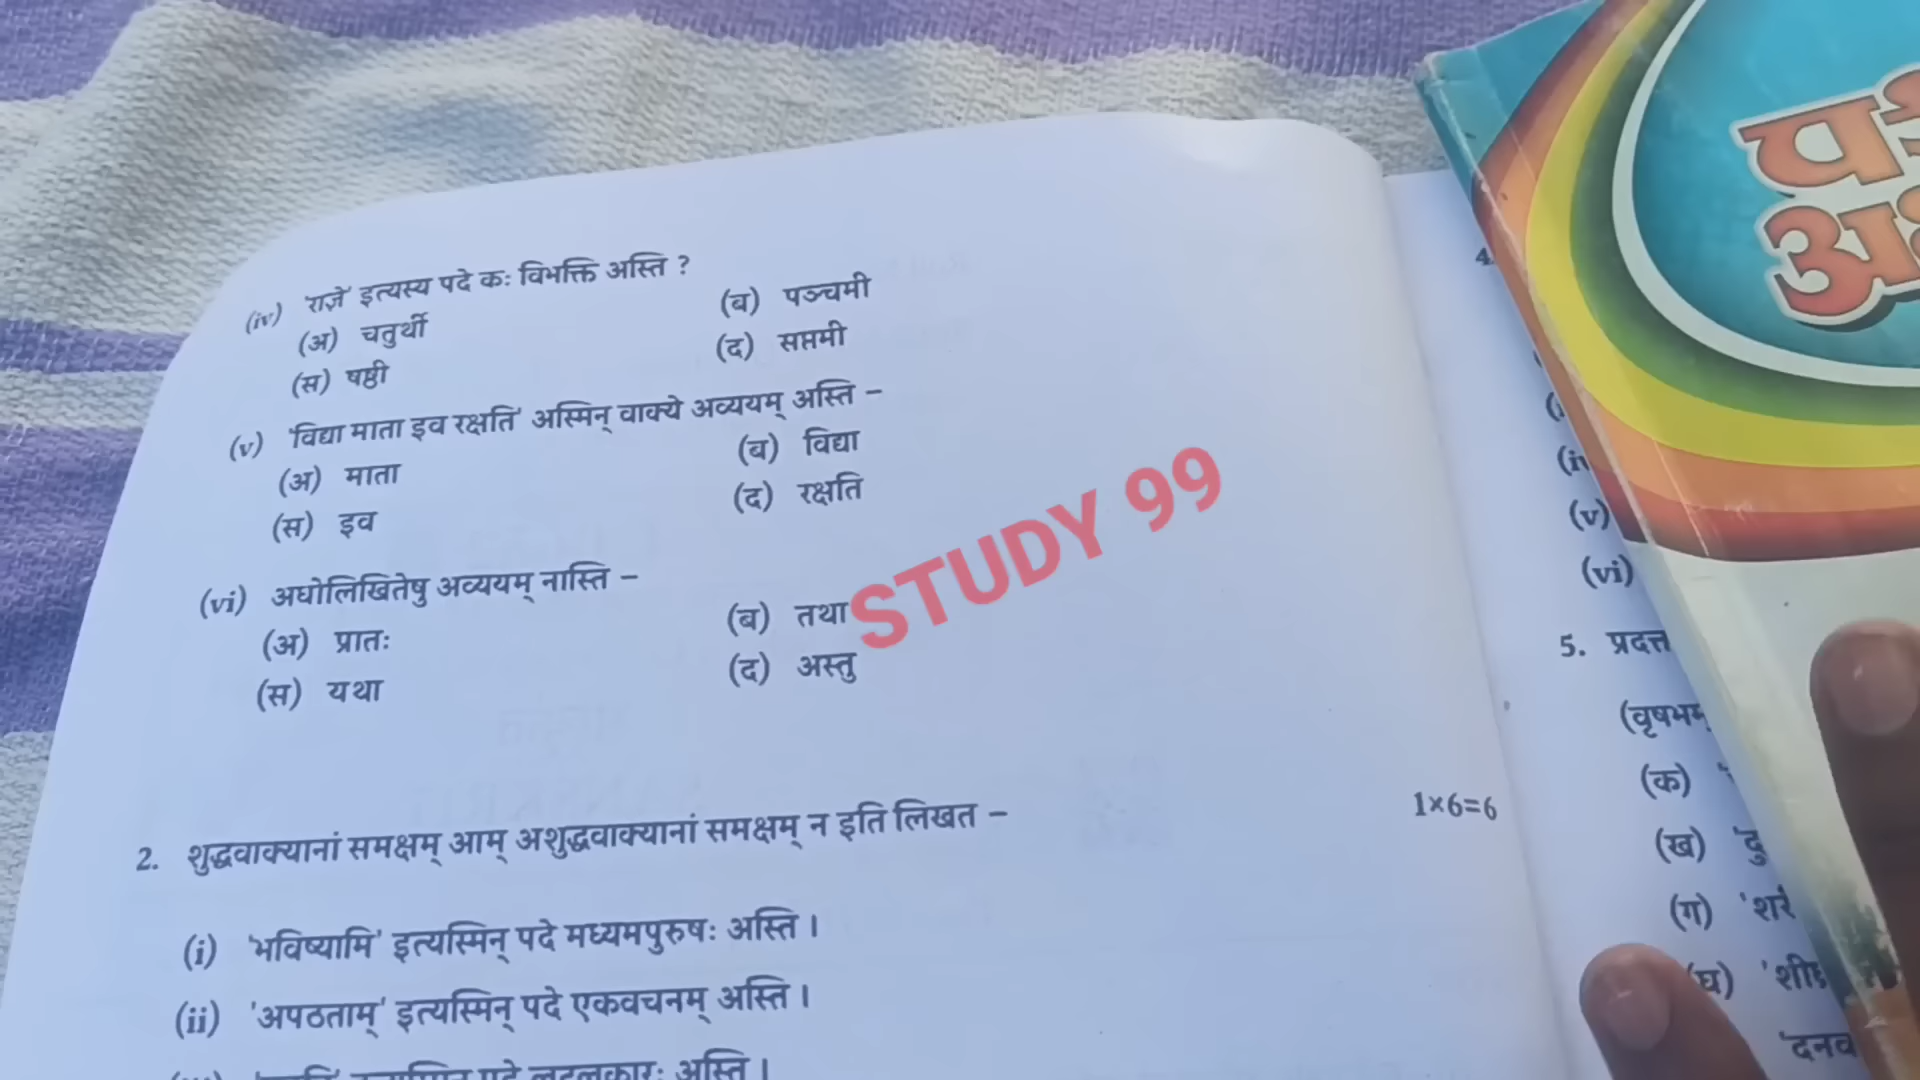 (iv) 'राज्ञे' इत्यस्य पदे कः विभक्ति अस्ति ?
(अ) चतुर्थी (ब) पञ्चमी
(स) षष्ठी (द) सप्तमी
(v) 'विद्या माता इव रक्षति' अस्मिन् वाक्ये अव्ययम् अस्ति –
(अ) माता (ब) विद्या
(स) इव (द) रक्षति
(vi) अधोलिखितेषु अव्ययम् नास्ति –
(अ) प्रातः (ब) तथा
(स) यथा (द) अस्तु
STUDY 99
2. शुद्धवाक्यानां समक्षम् आम् अशुद्धवाक्यानां समक्षम् न इति लिखत – 1×6=6
(i) 'भविष्यामि' इत्यस्मिन् पदे मध्यमपुरुषः अस्ति ।
(ii) 'अपठताम्' इत्यस्मिन् पदे एकवचनम् अस्ति ।
अस्ति ।
4.
(v)
(vi)
5. प्रदत्त
(क)
(ख)
(ग)